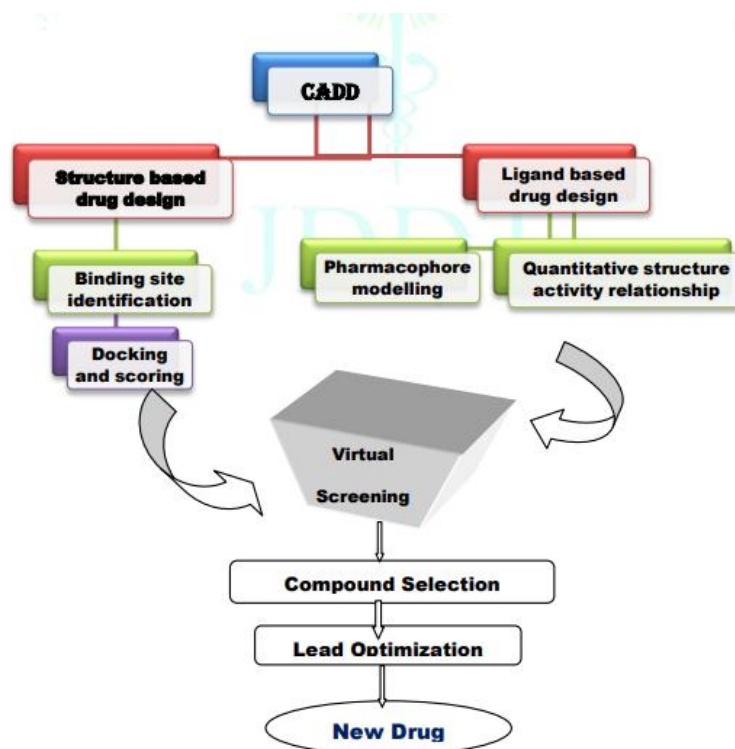 CADD
Structure based
drug design
Ligand based
drug design
JDDT
Binding site
identification
Pharmacophore
modelling
Quantitative structure
activity relationship
Docking
and scoring
Virtual
Screening
Compound Selection
Lead Optimization
New Drug